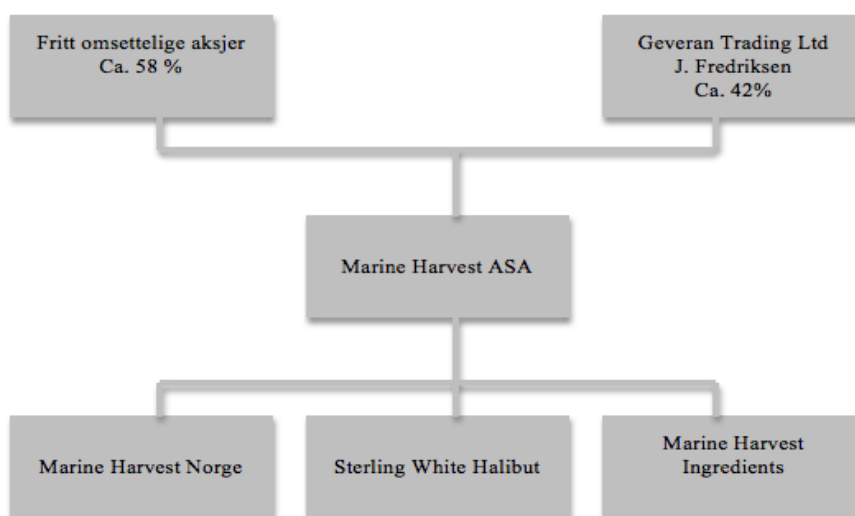 Fritt omsettelige aksjer
Ca. 58 %
Geveran Trading Ltd
J. Fredriksen
Ca. 42%
Marine Harvest ASA
Marine Harvest Norge
Sterling White Halibut
Marine Harvest
Ingredients